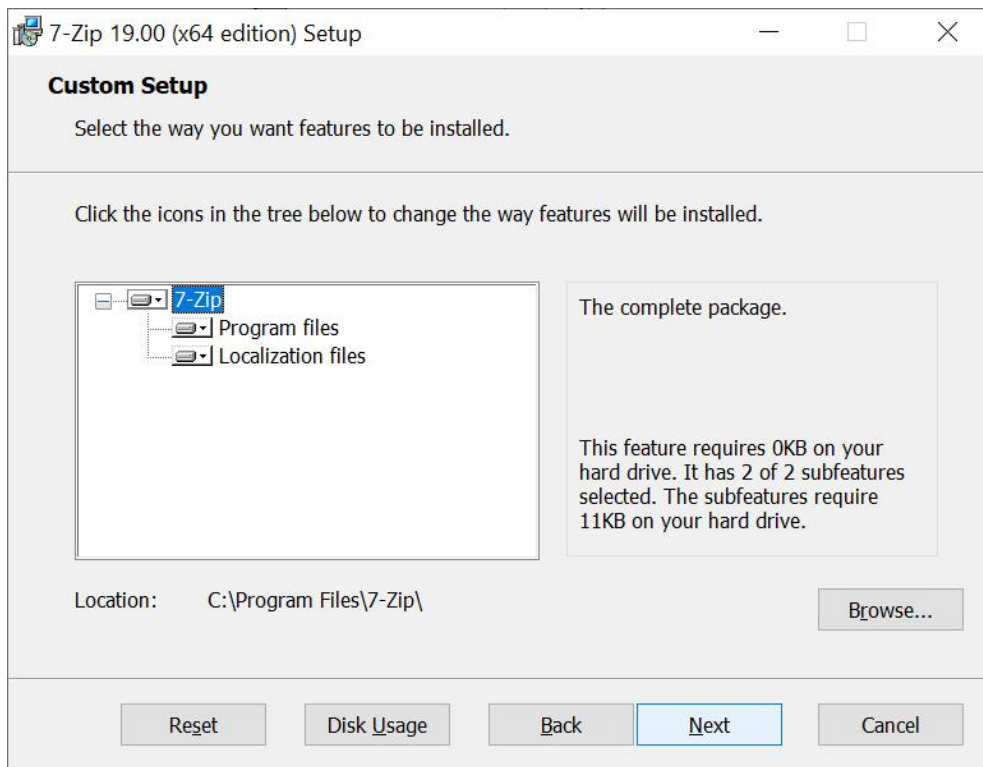 7-Zip 19.00 (x64 edition) Setup
Custom Setup
Select the way you want features to be installed.
Click the icons in the tree below to change the way features will be installed.
7-Zip
Program files
Localization files
The complete package.
This feature requires 0KB on your
hard drive. It has 2 of 2 subfeatures
selected. The subfeatures require
11KB on your hard drive.
Location: C:\Program Files\7-Zip\
Browse...
Reset Disk Usage Back Next Cancel